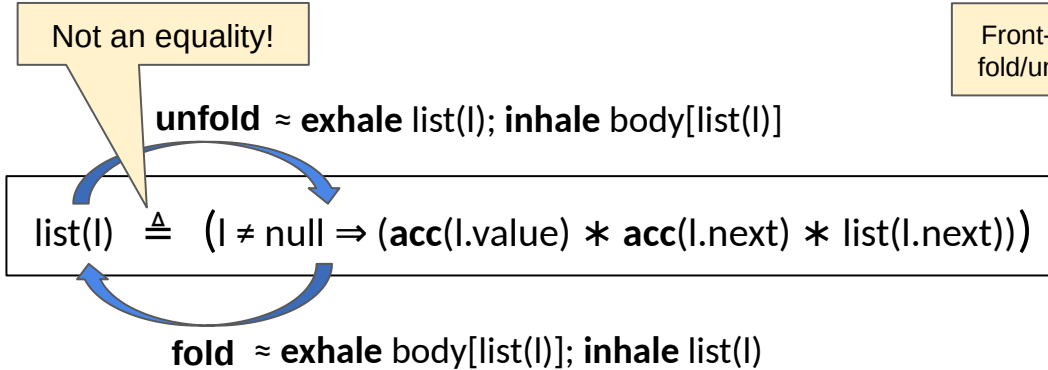 Not an equality!
Front-
fold/un
unfold ≈ exhale list(l); inhale body[list(l)]
list(l) ≜ (l ≠ null ⇒ (acc(l.value) ∗ acc(l.next) ∗ list(l.next)))
fold ≈ exhale body[list(l)]; inhale list(l)